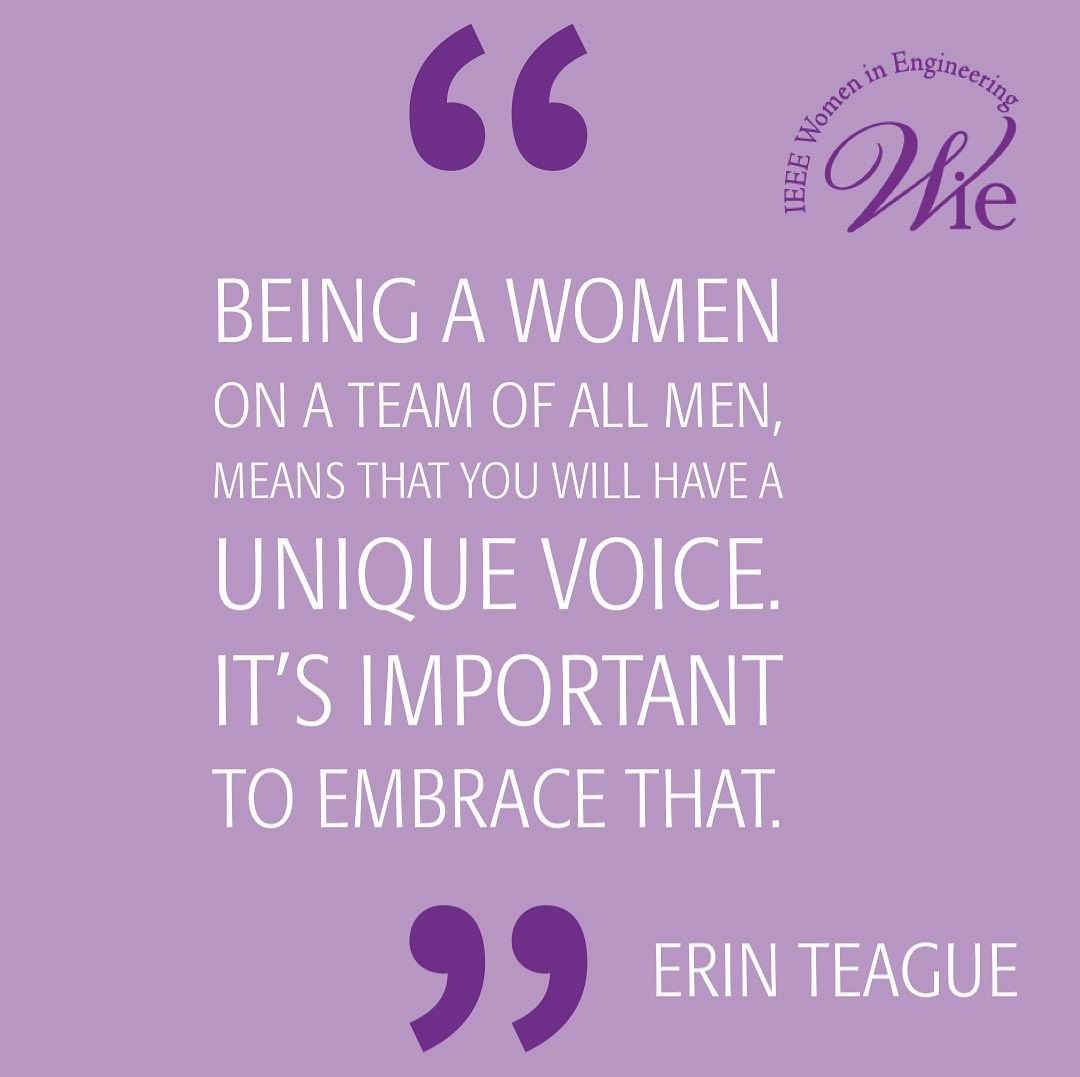 “
IEEE Women in Engineering
Wie
BEING A WOMEN
ON A TEAM OF ALL MEN,
MEANS THAT YOU WILL HAVE A
UNIQUE VOICE.
IT’S IMPORTANT
TO EMBRACE THAT.
”
ERIN TEAGUE